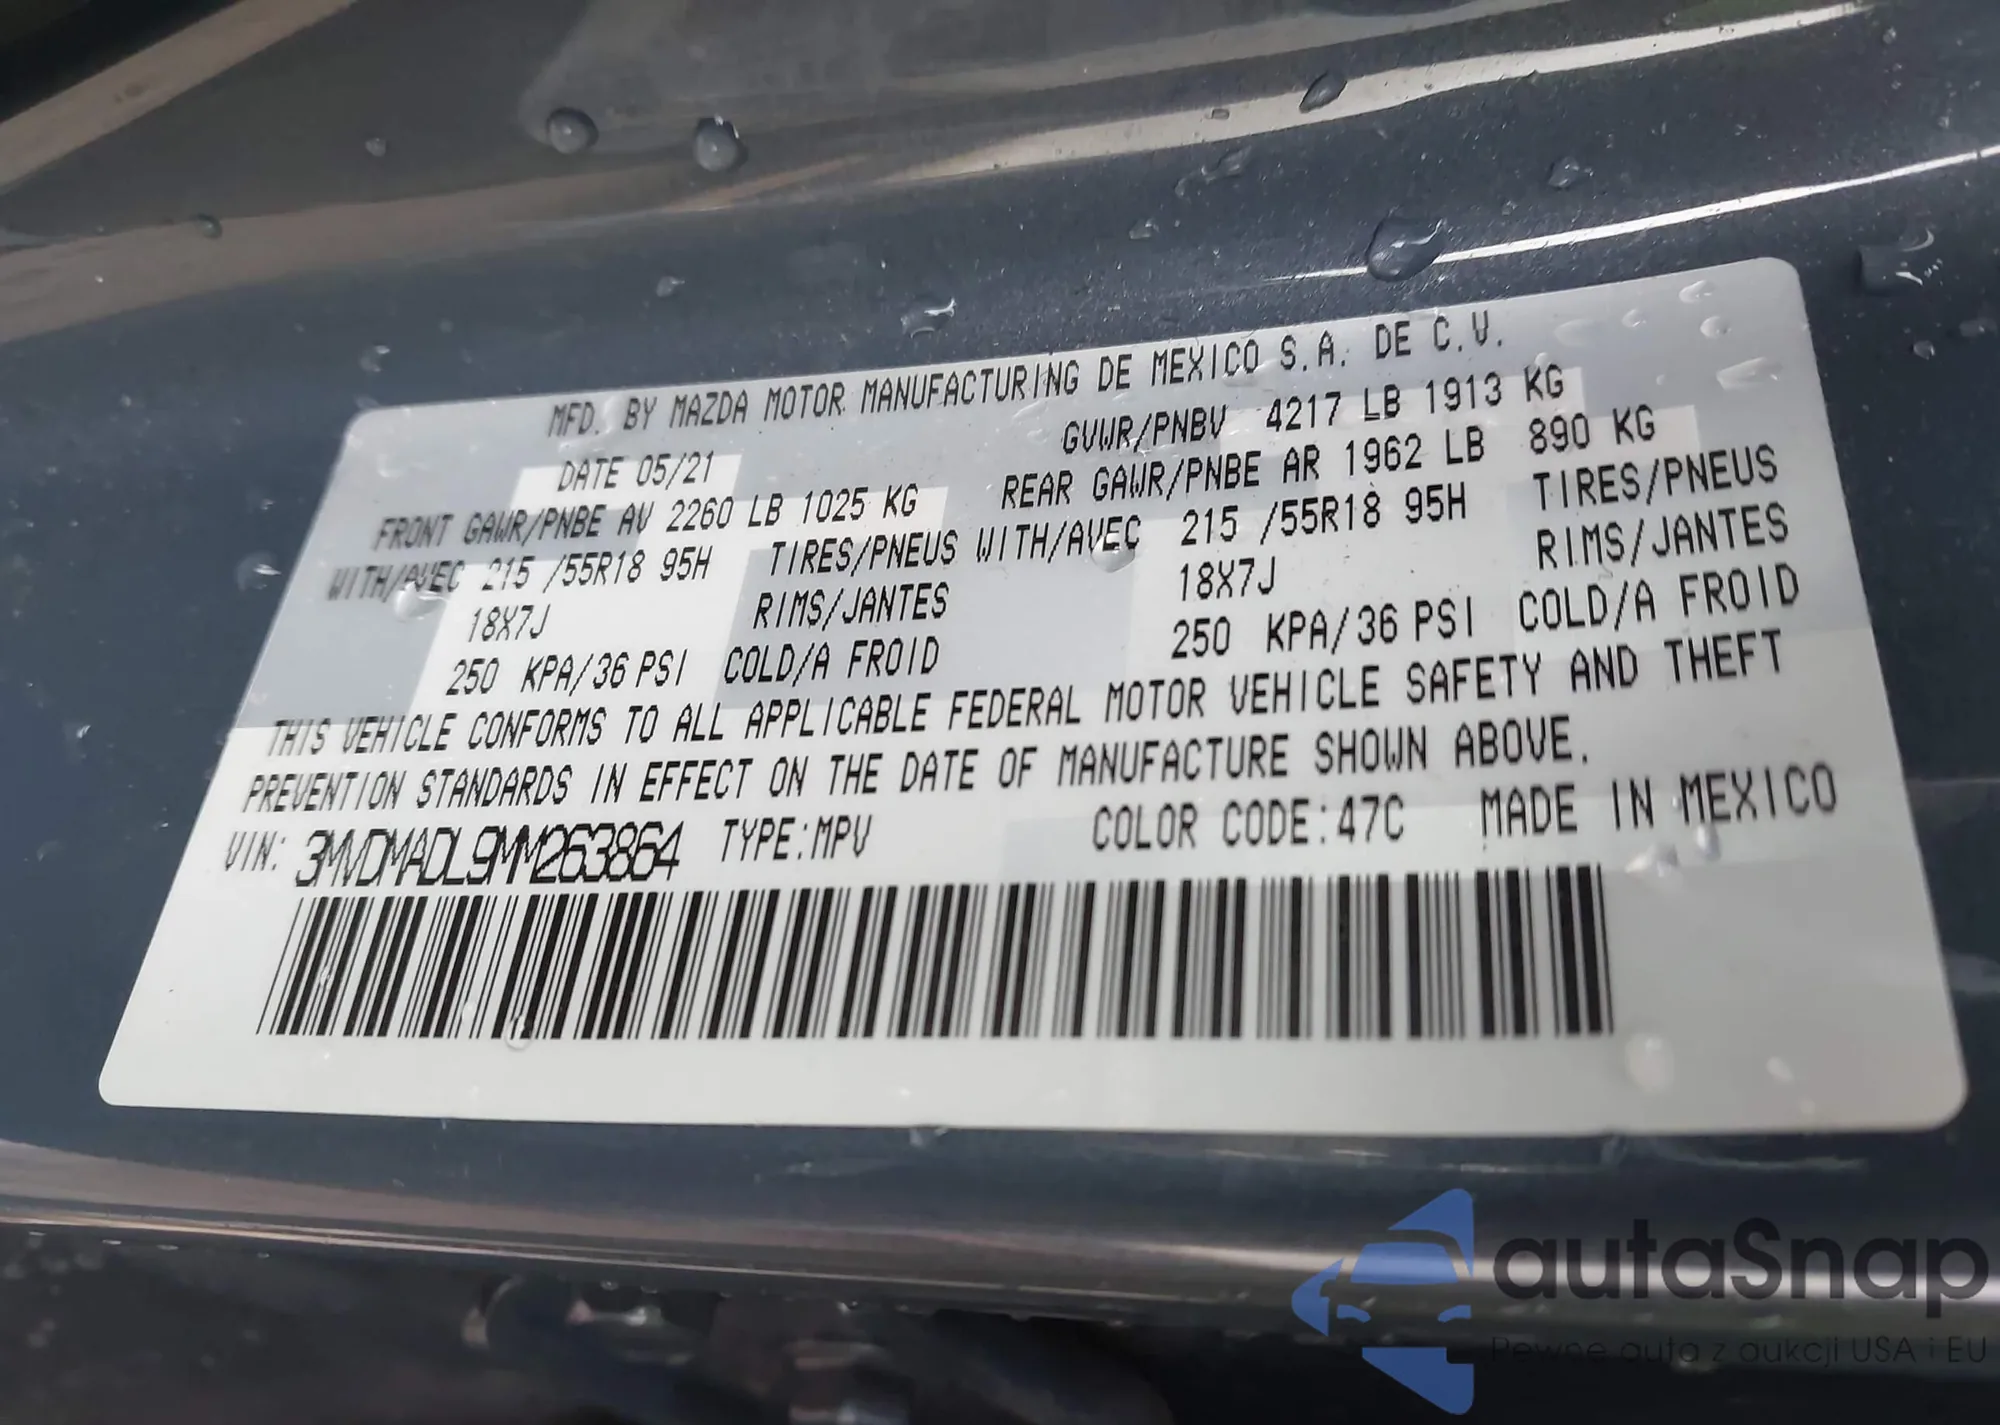 MFD. BY MAZDA MOTOR MANUFACTURING DE MEXICO S.A. DE C.V.
DATE 05/21 GVWR/PNBV 4217 LB 1913 KG
FRONT GAWR/PNBE AV 2260 LB 1025 KG REAR GAWR/PNBE AR 1962 LB 890 KG
WITH/AVEC 215 /55R18 95H TIRES/PNEUS WITH/AVEC 215 /55R18 95H TIRES/PNEUS
18X7J RIMS/JANTES 18X7J RIMS/JANTES
250 KPA/36 PSI COLD/A FROID 250 KPA/36 PSI COLD/A FROID
THIS VEHICLE CONFORMS TO ALL APPLICABLE FEDERAL MOTOR VEHICLE SAFETY AND THEFT
PREVENTION STANDARDS IN EFFECT ON THE DATE OF MANUFACTURE SHOWN ABOVE.
VIN: 3MVDMADL9MM263864 TYPE:MPV COLOR CODE:47C MADE IN MEXICO
autaSnap
Pewne auta z aukcji USA i EU